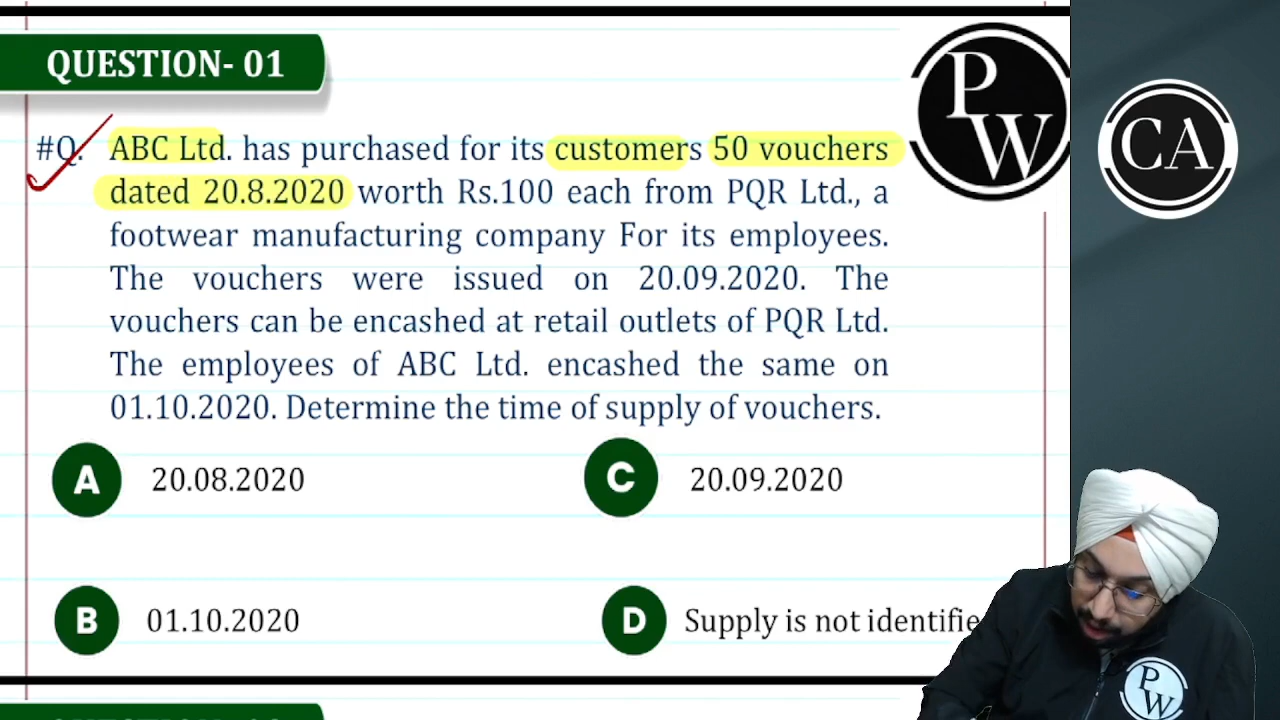 QUESTION- 01
#Q. ABC Ltd. has purchased for its customers 50 vouchers
dated 20.8.2020 worth Rs.100 each from PQR Ltd., a
footwear manufacturing company For its employees.
The vouchers were issued on 20.09.2020. The
vouchers can be encashed at retail outlets of PQR Ltd.
The employees of ABC Ltd. encashed the same on
01.10.2020. Determine the time of supply of vouchers.
A 20.08.2020
C 20.09.2020
B 01.10.2020
D Supply is not
PW
CA
PW